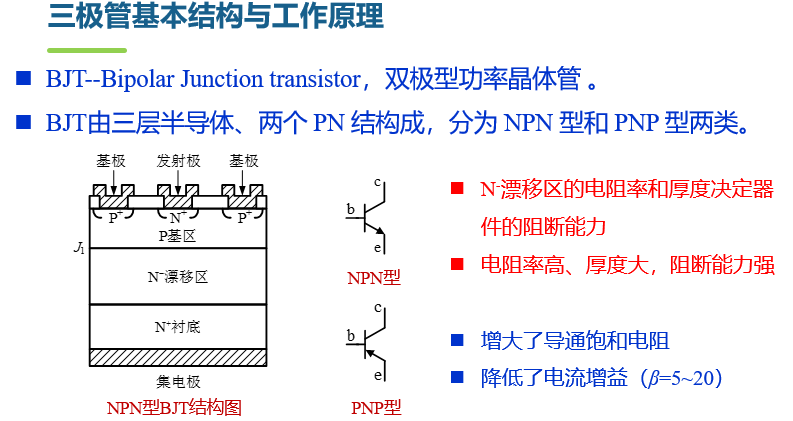 三极管基本结构与工作原理
BJT--Bipolar Junction transistor，双极型功率晶体管 。
BJT由三层半导体、两个 PN 结构成，分为 NPN 型和 PNP 型两类。
基极 发射极 基极
P+ N+ P+
P基区
J1
N−漂移区
N+衬底
集电极
NPN型BJT结构图
c
b
e
NPN型
c
b
e
PNP型
N-漂移区的电阻率和厚度决定器
件的阻断能力
电阻率高、厚度大，阻断能力强
增大了导通饱和电阻
降低了电流增益（β=5~20）